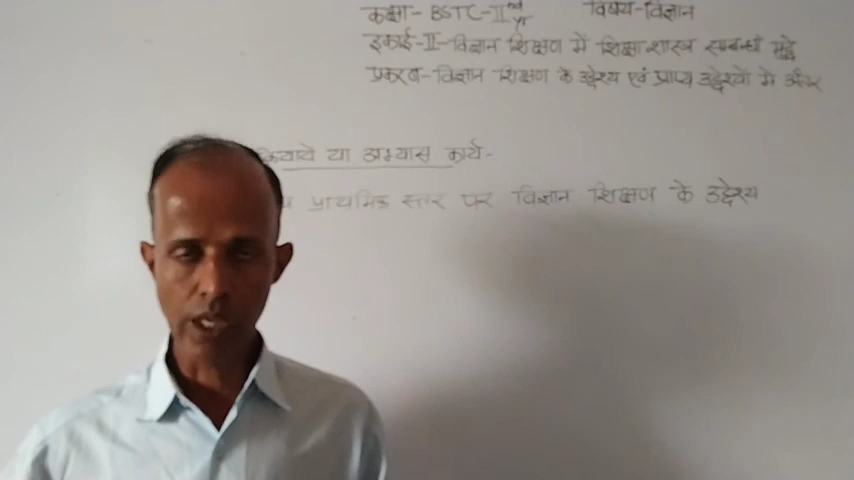 कक्षा- BSTC-II nd yr विषय-विज्ञान
इकाई-II-विज्ञान शिक्षण में शिक्षा शास्त्र सम्बन्धी मुद्दे
प्रकरण-विज्ञान शिक्षण के उद्देश्य एवं प्राप्य उद्देश्यों में अंतर
या अभ्यास कार्य-
प्राथमिक स्तर पर विज्ञान शिक्षण के उद्देश्य